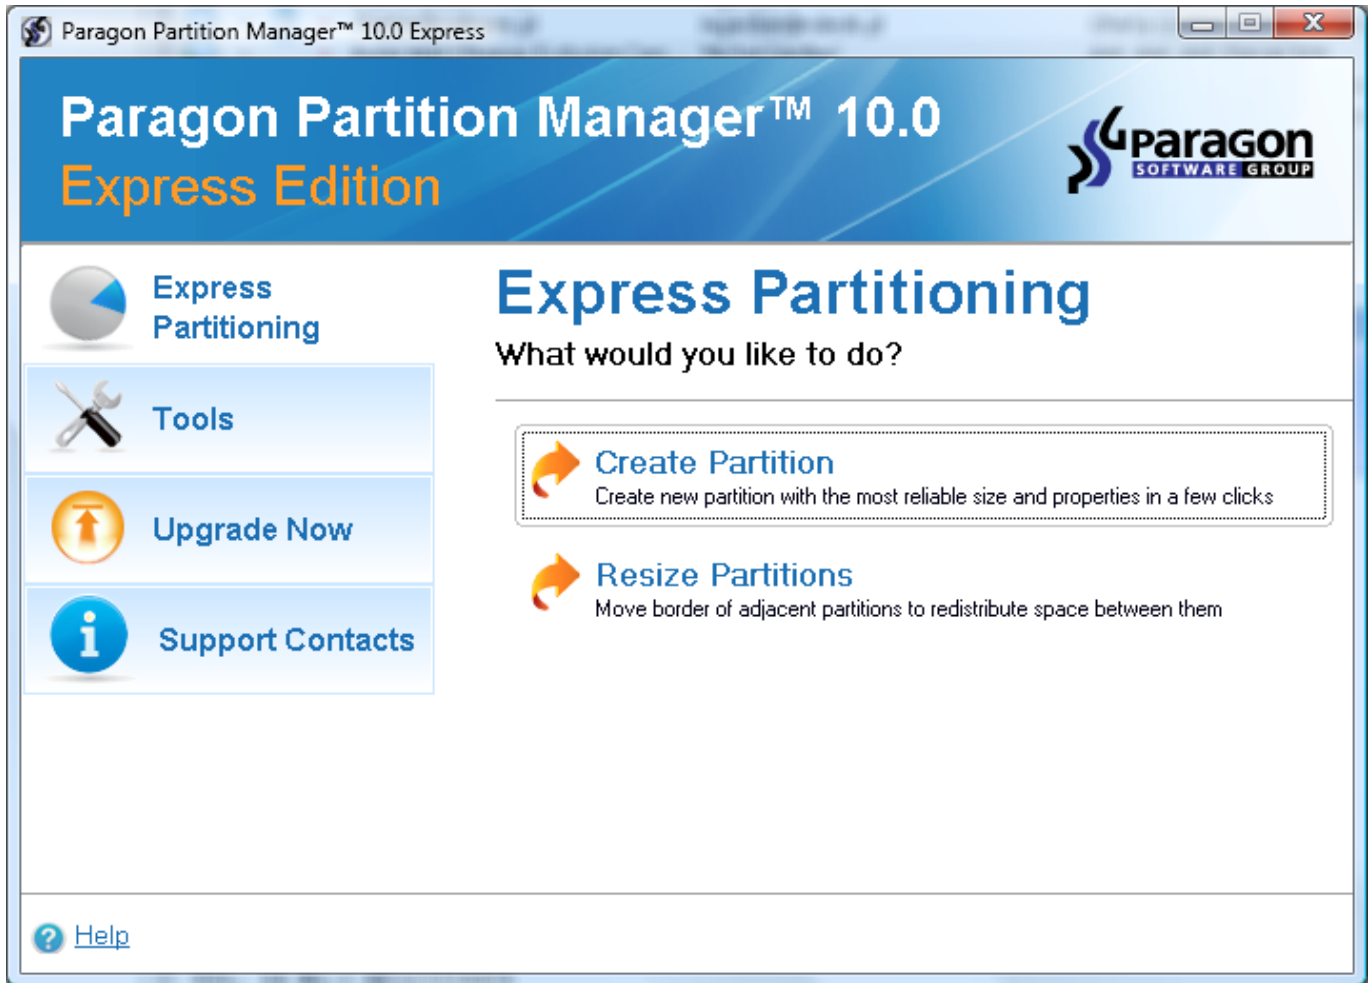 Paragon Partition Manager™ 10.0 Express
Paragon Partition Manager™ 10.0
Express Edition
Paragon
SOFTWARE GROUP
Express
Partitioning
Tools
Upgrade Now
Support Contacts
Express Partitioning
What would you like to do?
Create Partition
Create new partition with the most reliable size and properties in a few clicks
Resize Partitions
Move border of adjacent partitions to redistribute space between them
Help